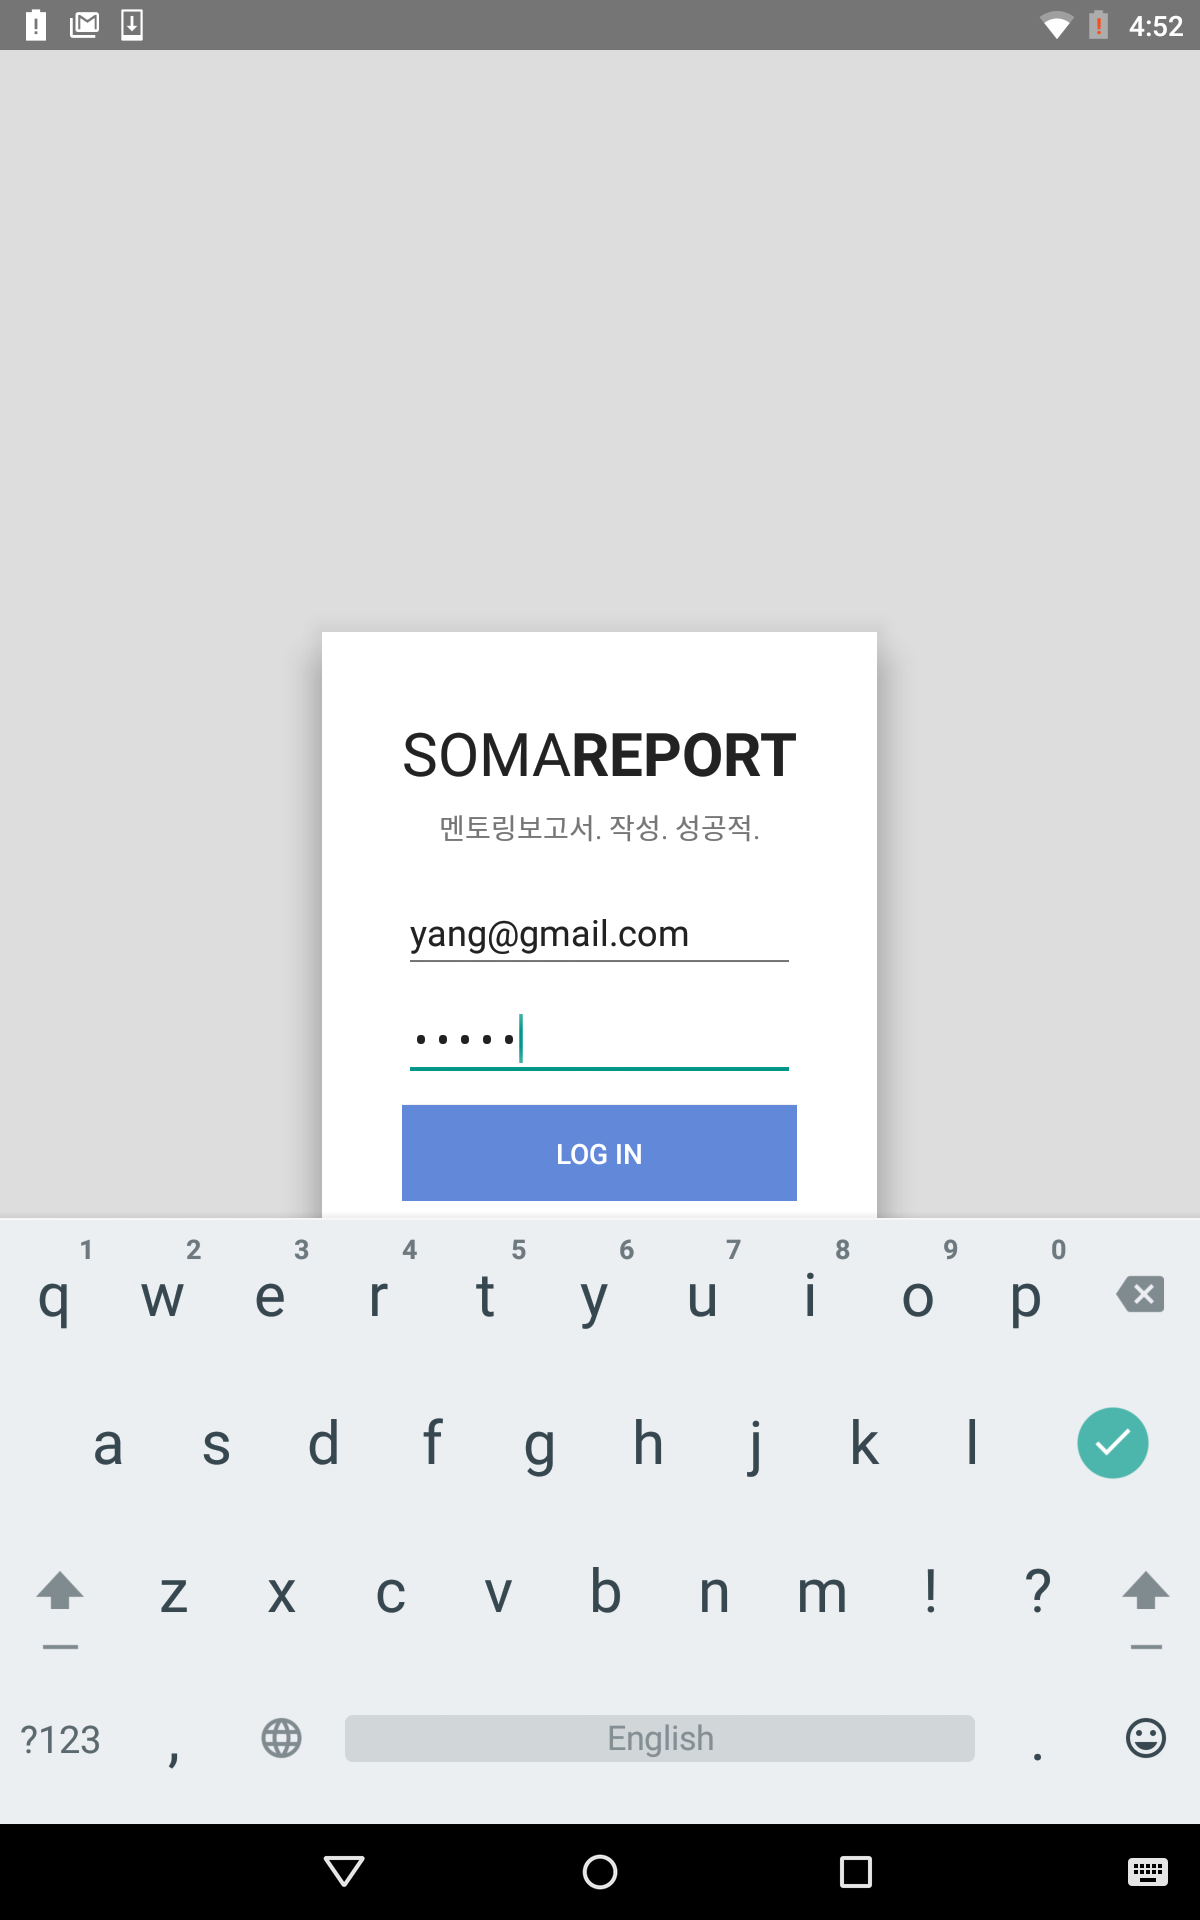 4:52
SOMAREPORT
멘토링보고서. 작성. 성공적.
yang@gmail.com
•••••
LOG IN
1 2 3 4 5 6 7 8 9 0
q w e r t y u i o p
a s d f g h j k l
z x c v b n m ! ?
?123 , English .